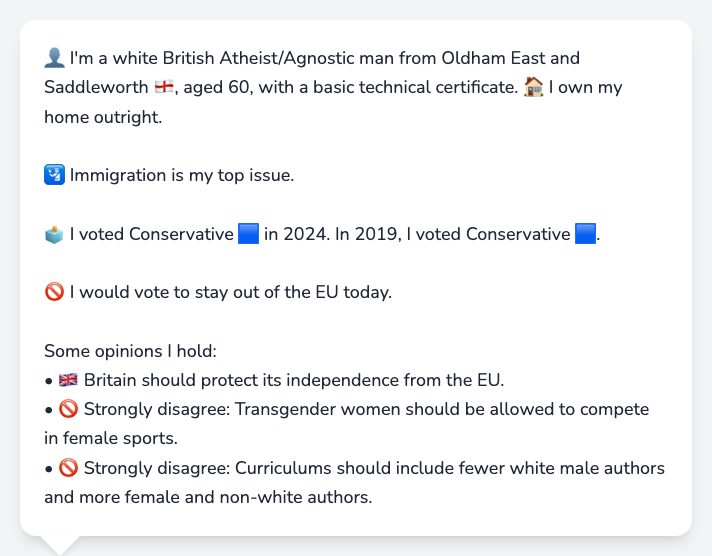 👤 I'm a white British Atheist/Agnostic man from Oldham East and
Saddleworth 🏴󠁧󠁢󠁥󠁮󠁧󠁿, aged 60, with a basic technical certificate. 🏠 I own my
home outright.
🛂 Immigration is my top issue.
🗳️ I voted Conservative 🟦 in 2024. In 2019, I voted Conservative 🟦.
🚫 I would vote to stay out of the EU today.
Some opinions I hold:
• 🇬🇧 Britain should protect its independence from the EU.
• 🚫 Strongly disagree: Transgender women should be allowed to compete
in female sports.
• 🚫 Strongly disagree: Curriculums should include fewer white male authors
and more female and non-white authors.